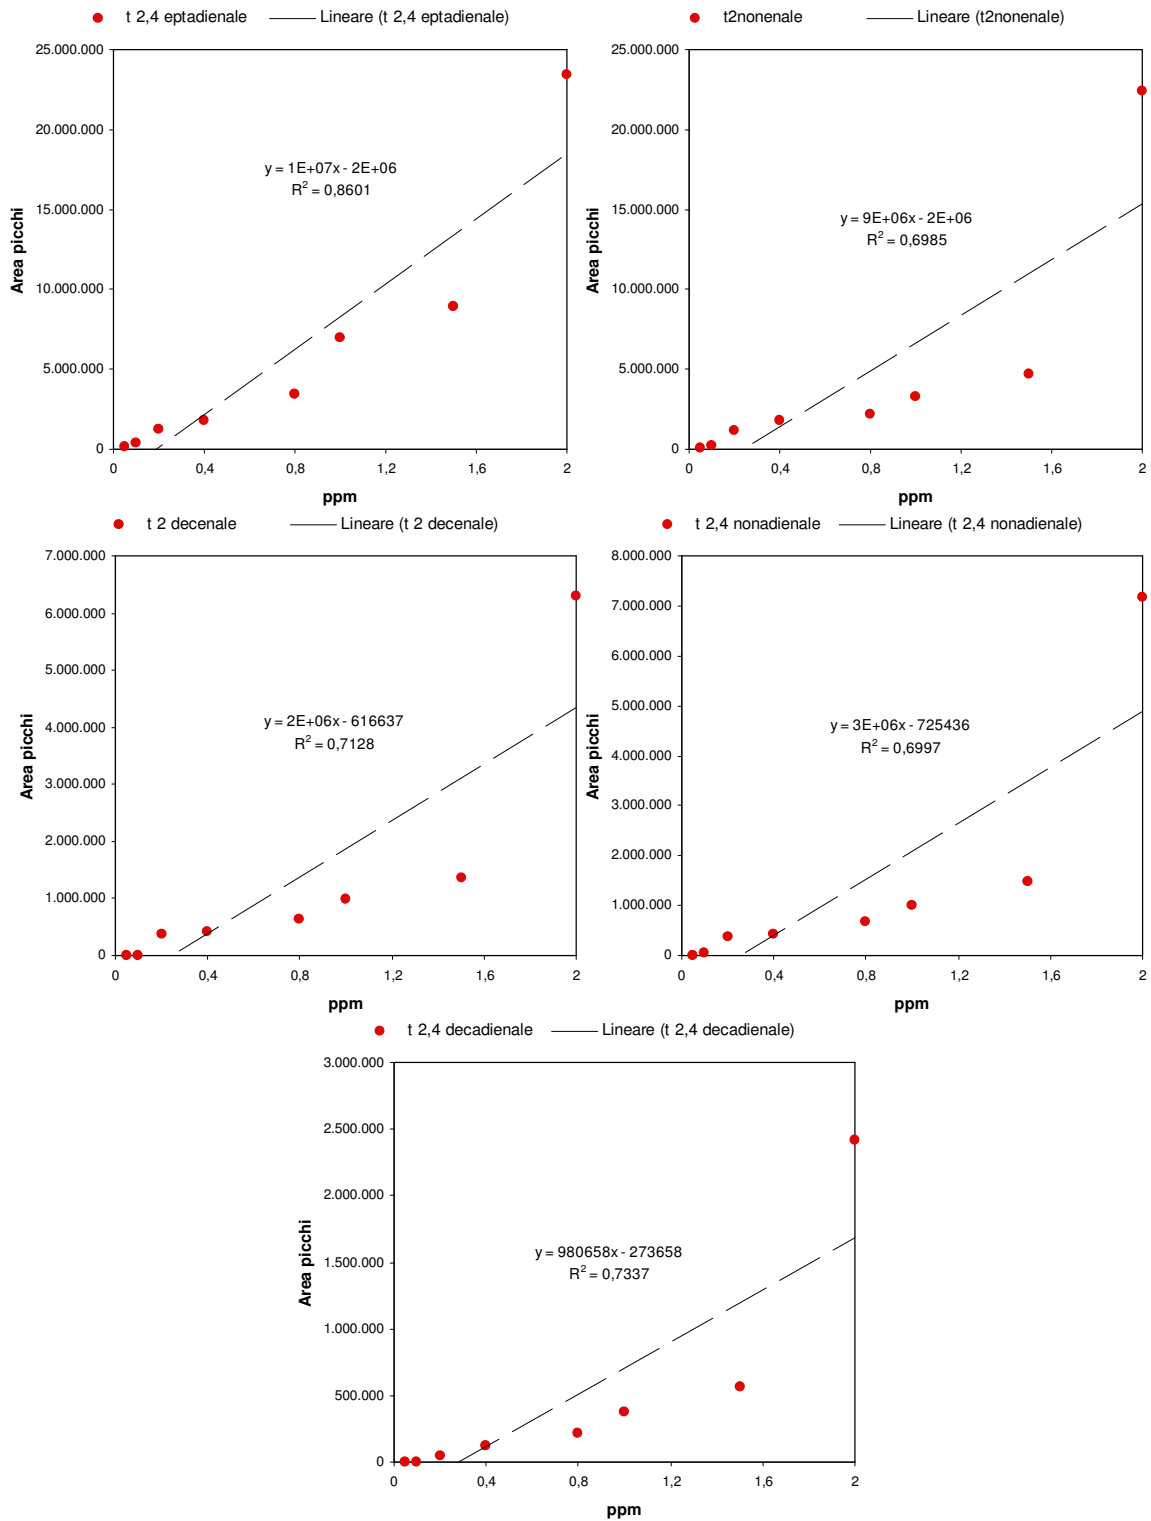 t 2,4 eptadienale Lineare (t 2,4 eptadienale)
25.000.000
20.000.000
15.000.000
10.000.000
5.000.000
0
Area picchi
y = 1E+07x - 2E+06
R² = 0,8601
0 0,4 0,8 1,2 1,6 2
ppm
t2nonenale Lineare (t2nonenale)
25.000.000
20.000.000
15.000.000
10.000.000
5.000.000
0
Area picchi
y = 9E+06x - 2E+06
R² = 0,6985
0 0,4 0,8 1,2 1,6 2
ppm
t 2 decenale Lineare (t 2 decenale)
7.000.000
6.000.000
5.000.000
4.000.000
3.000.000
2.000.000
1.000.000
0
Area picchi
y = 2E+06x - 616637
R² = 0,7128
0 0,4 0,8 1,2 1,6 2
ppm
t 2,4 nonadienale Lineare (t 2,4 nonadienale)
8.000.000
7.000.000
6.000.000
5.000.000
4.000.000
3.000.000
2.000.000
1.000.000
0
Area picchi
y = 3E+06x - 725436
R² = 0,6997
0 0,4 0,8 1,2 1,6 2
ppm
t 2,4 decadienale Lineare (t 2,4 decadienale)
3.000.000
2.500.000
2.000.000
1.500.000
1.000.000
500.000
0
Area picchi
y = 980658x - 273658
R² = 0,7337
0 0,4 0,8 1,2 1,6 2
ppm